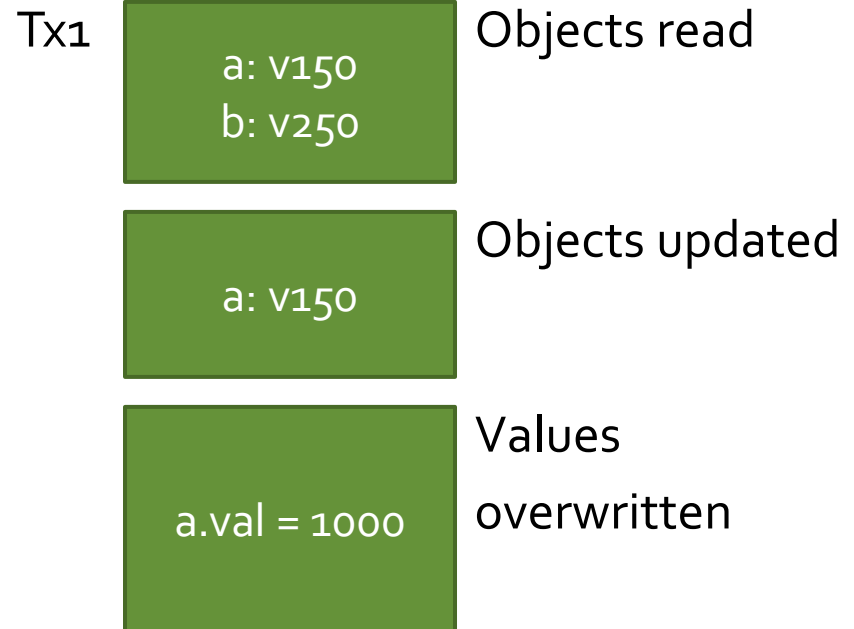 Tx1
a: v150
b: v250
Objects read
a: v150
Objects updated
a.val = 1000
Values
overwritten